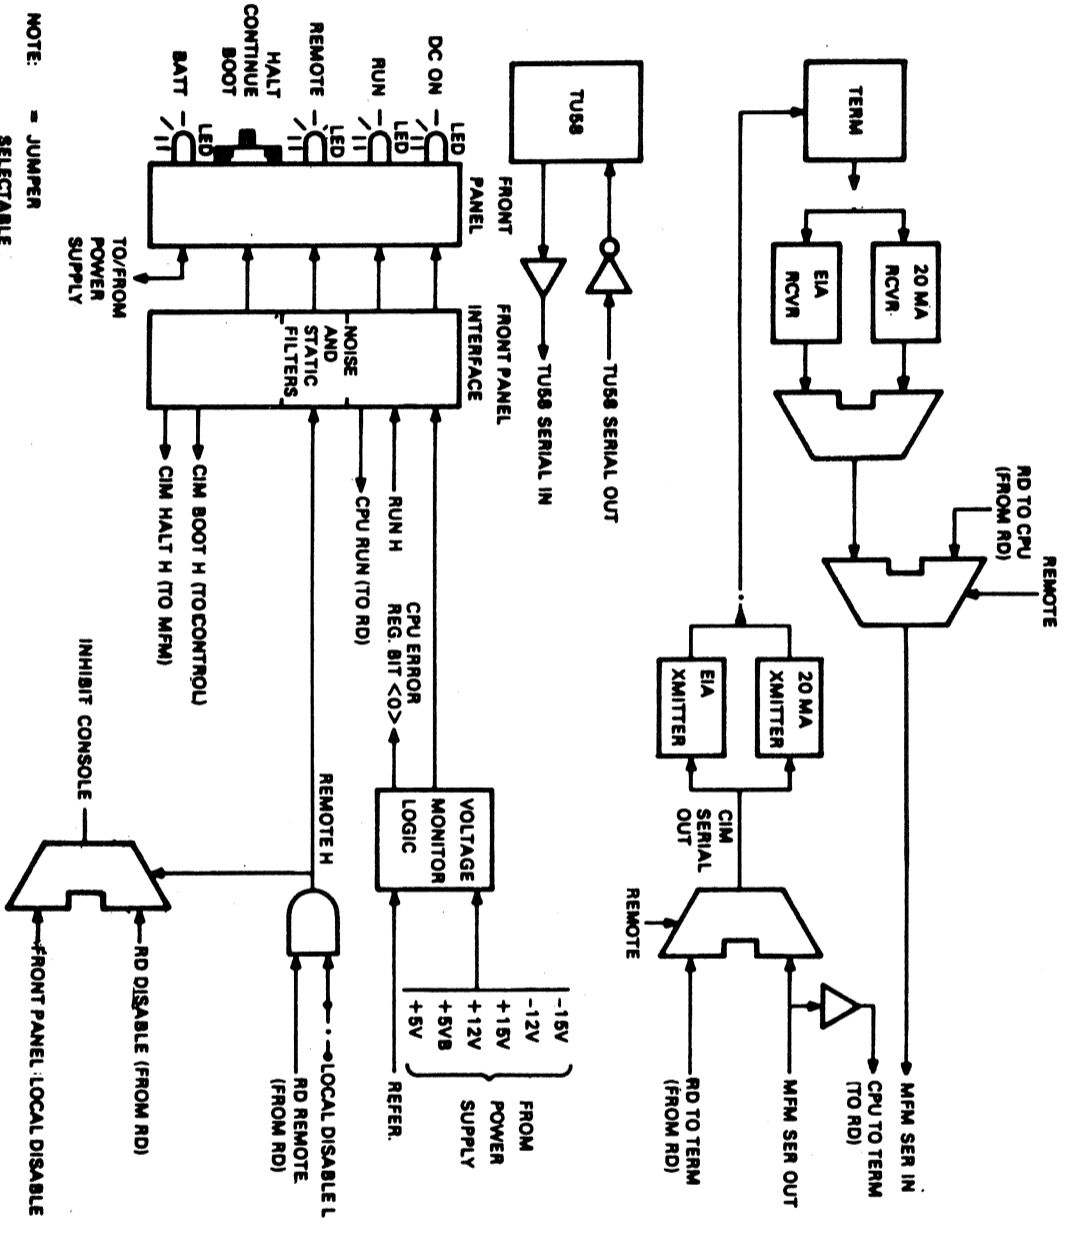 TERM
20 MA
RCVR
EIA
RCVR
RD TO CPU
(FROM RD)
REMOTE
20 MA
XMITTER
EIA
XMITTER
CIM
SERIAL
OUT
REMOTE
MFM SER IN
CPU TO TERM
(TO RD)
MFM SER OUT
RD TO TERM
(FROM RD)
TU58
TU58 SERIAL OUT
TU58 SERIAL IN
DC ON
LED
RUN
LED
REMOTE
LED
HALT
CONTINUE
BOOT
BATT
LED
FRONT
PANEL
TO/FROM
POWER
SUPPLY
FRONT PANEL
INTERFACE
NOISE
AND
STATIC
FILTERS
RUN H
CPU RUN (TO RD)
CIM BOOT H (TO CONTROL)
CIM HALT H (TO MFM)
CPU ERROR
REG. BIT <0>
VOLTAGE
MONITOR
LOGIC
-15V
-12V
+15V
+12V
+5VB
+5V
FROM
POWER
SUPPLY
REFER.
REMOTE H
LOCAL DISABLE L
RD REMOTE
(FROM RD)
INHIBIT CONSOLE
RD DISABLE (FROM RD)
FRONT PANEL LOCAL DISABLE
NOTE: = JUMPER
SELECTABLE